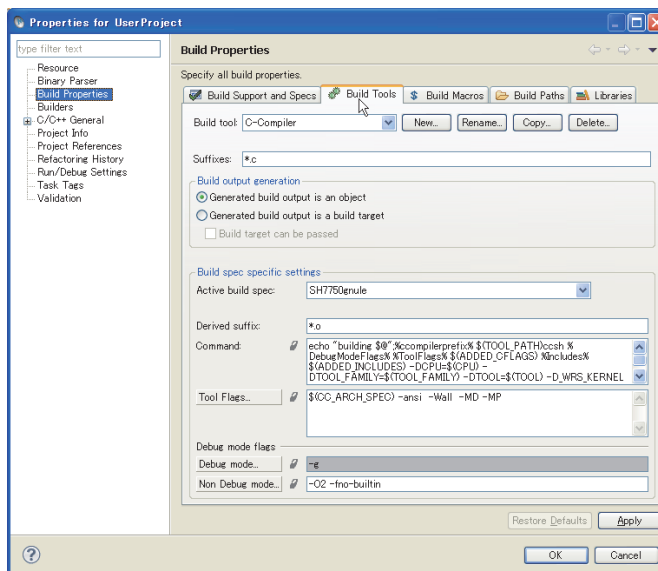 Properties for UserProject
type filter text
Resource
Binary Parser
Build Properties
Builders
C/C++ General
Project Info
Project References
Refactoring History
Run/Debug Settings
Task Tags
Validation
Build Properties
Specify all build properties.
Build Support and Specs Build Tools Build Macros Build Paths Libraries
Build tool: C-Compiler New... Rename... Copy... Delete...
Suffixes: *.c
Build output generation
Generated build output is an object
Generated build output is a build target
Build target can be passed
Build spec specific settings
Active build spec: SH7750gnule
Derived suffix: *.o
Command: echo "building $@";%ccompilerprefix% $(TOOL_PATH)ccsh %
DebugModeFlags% %ToolFlags% $(ADDED_CFLAGS) %Includes%
$(ADDED_INCLUDES) -DCPU=$(CPU) -
DTOOL_FAMILY=$(TOOL_FAMILY) -DTOOL=$(TOOL) -D_WRS_KERNEL
Tool Flags... $(CC_ARCH_SPEC) -ansi -Wall -MD -MP
Debug mode flags
Debug mode... -g
Non Debug mode... -O2 -fno-builtin
Restore Defaults Apply
OK Cancel